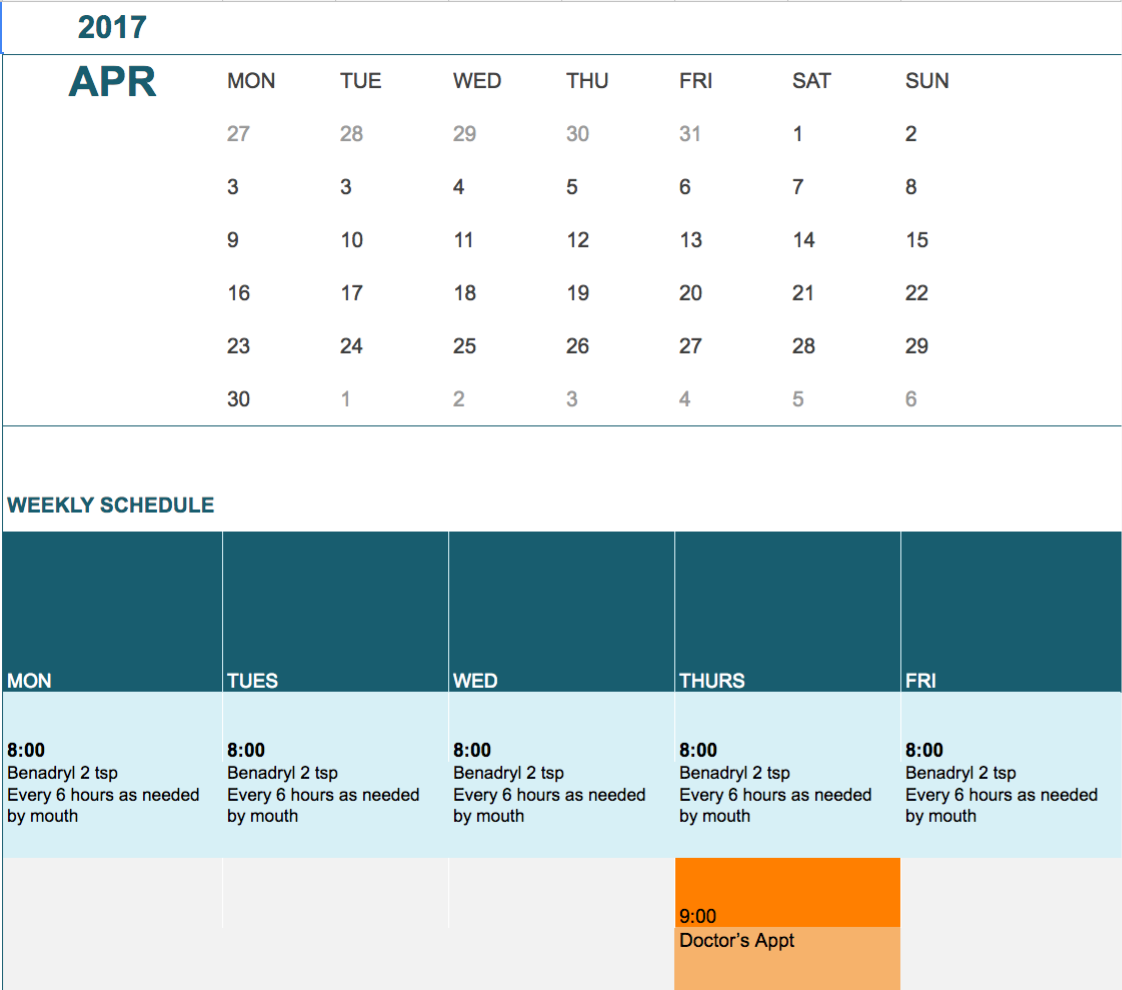 2017
APR MON TUE WED THU FRI SAT SUN
27 28 29 30 31 1 2
3 3 4 5 6 7 8
9 10 11 12 13 14 15
16 17 18 19 20 21 22
23 24 25 26 27 28 29
30 1 2 3 4 5 6
WEEKLY SCHEDULE
MON TUES WED THURS FRI
8:00 8:00 8:00 8:00 8:00
Benadryl 2 tsp Benadryl 2 tsp Benadryl 2 tsp Benadryl 2 tsp Benadryl 2 tsp
Every 6 hours as needed Every 6 hours as needed Every 6 hours as needed Every 6 hours as needed Every 6 hours as needed
by mouth by mouth by mouth by mouth by mouth
9:00
Doctor’s Appt